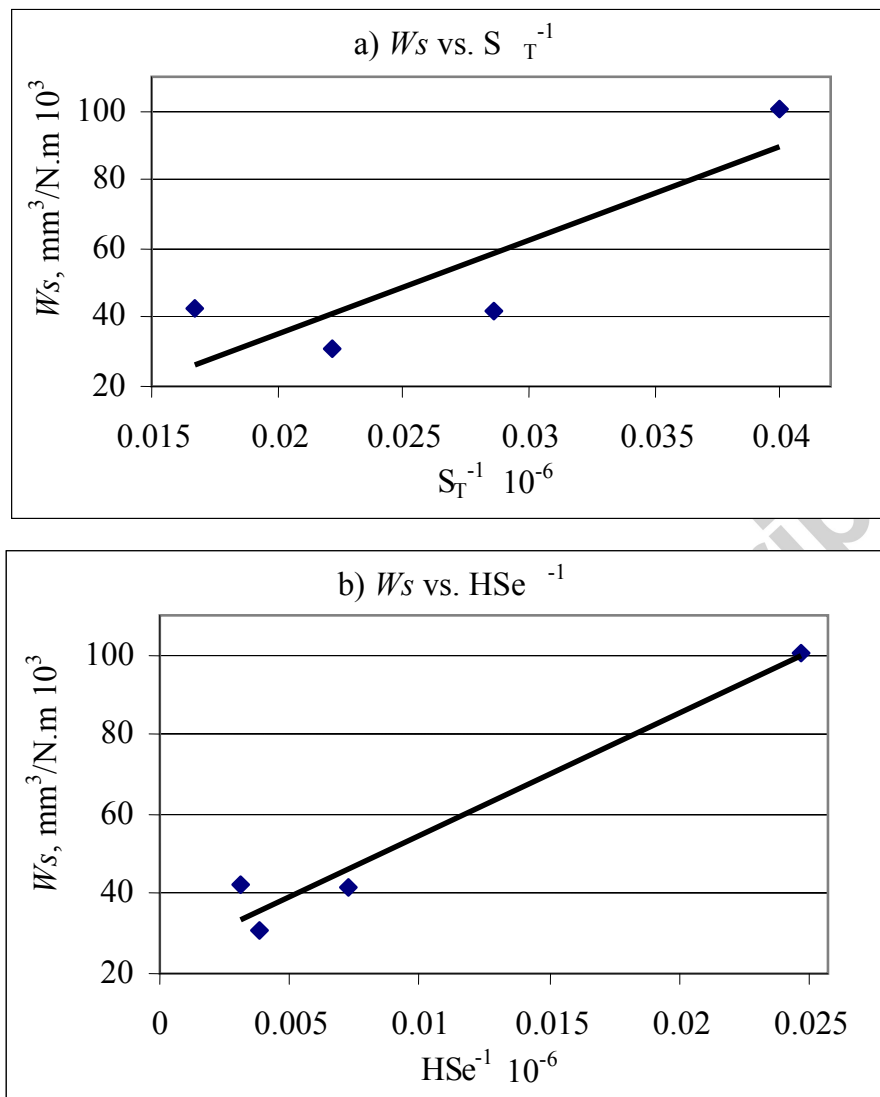 a) Ws vs. S T⁻¹
Ws, mm³/N.m 10³
100
80
60
40
20
0.015 0.02 0.025 0.03 0.035 0.04
S_T⁻¹ 10⁻⁶
b) Ws vs. HSe ⁻¹
Ws, mm³/N.m 10³
100
80
60
40
20
0 0.005 0.01 0.015 0.02 0.025
HSe⁻¹ 10⁻⁶